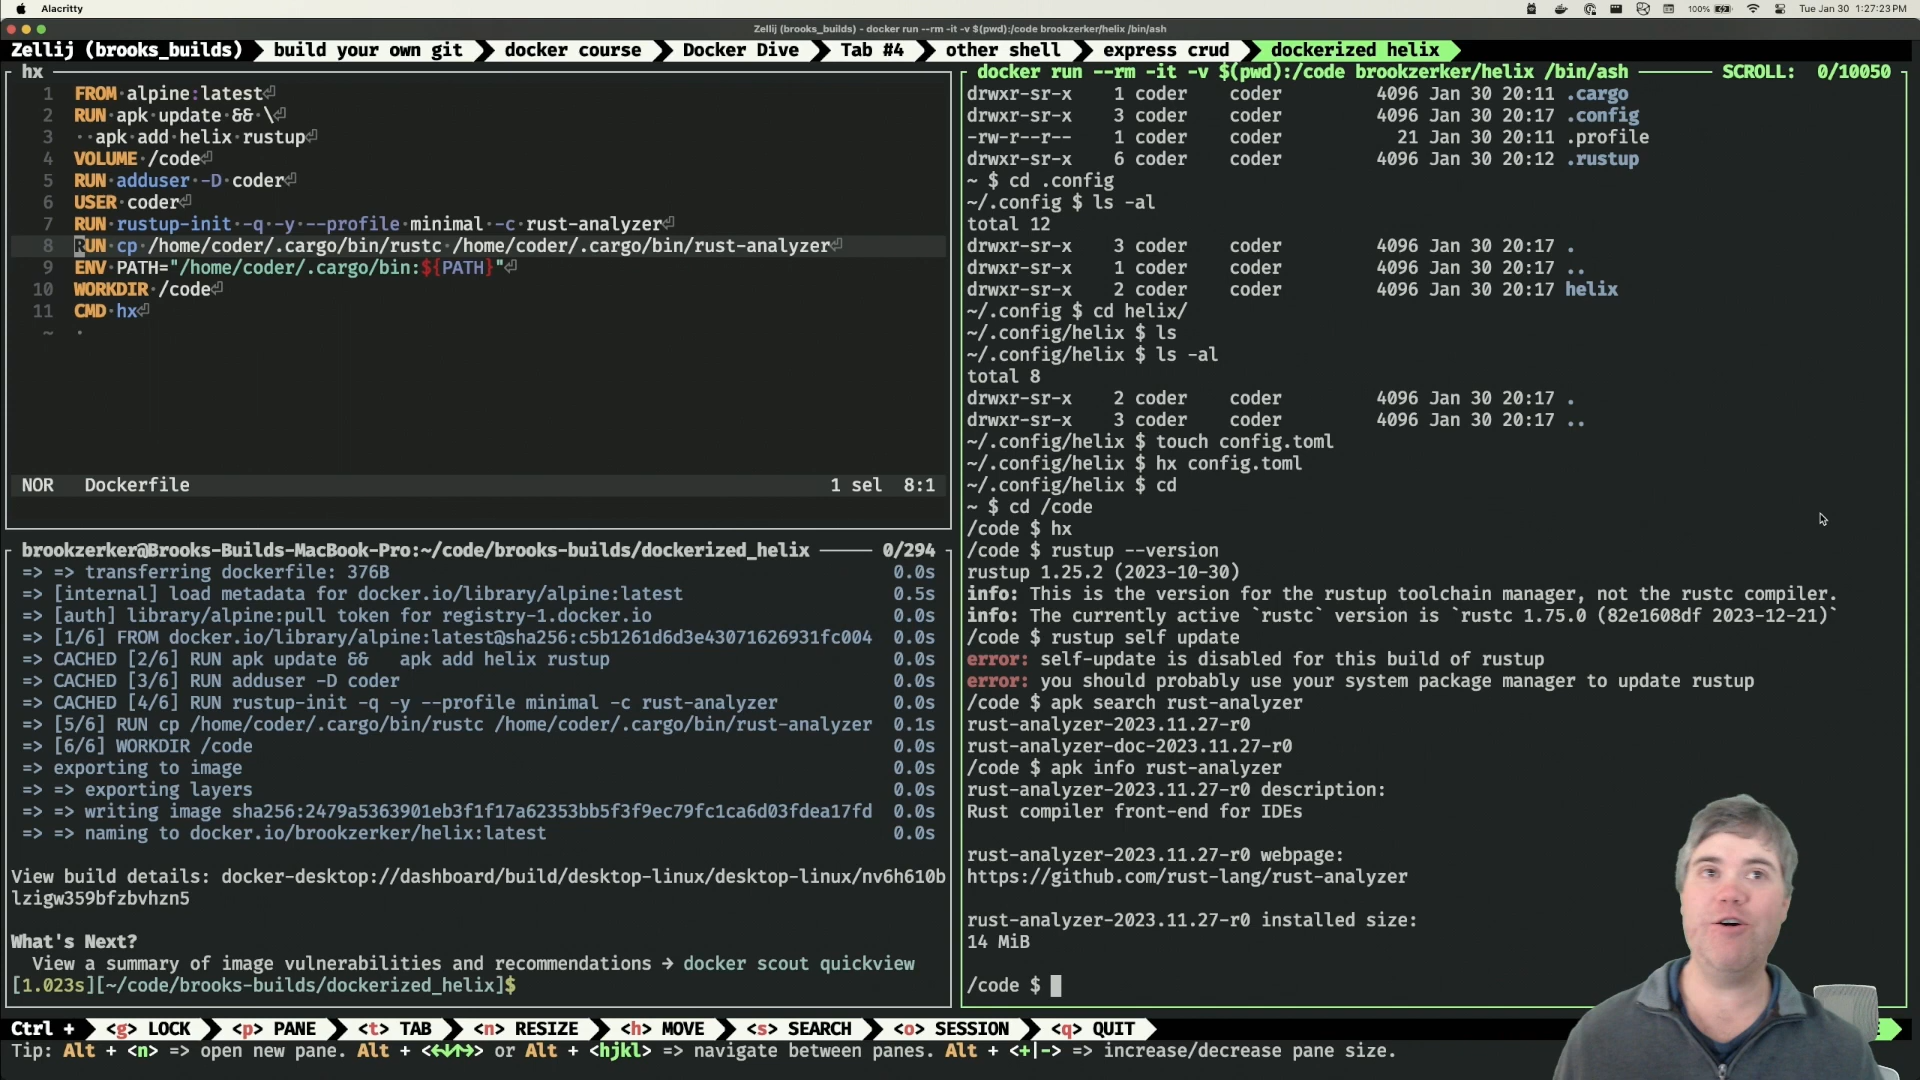 Alacritty
100%
Tue Jan 30 1:27:23 PM
Zellij (brooks_builds) - docker run --rm -it -v $(pwd):/code brookzerker/helix /bin/ash
Zellij (brooks_builds) build your own git docker course Docker Dive Tab #4 other shell express crud dockerized helix
hx
1 FROM·alpine:latest⏎
2 RUN·apk·update·&&·\⏎
3 ··apk·add·helix·rustup⏎
4 VOLUME·/code⏎
5 RUN·adduser·-D·coder⏎
6 USER·coder⏎
7 RUN·rustup-init·-q·-y·--profile·minimal·-c·rust-analyzer⏎
8 RUN·cp·/home/coder/.cargo/bin/rustc·/home/coder/.cargo/bin/rust-analyzer⏎
9 ENV·PATH="/home/coder/.cargo/bin:${PATH}"⏎
10 WORKDIR·/code⏎
11 CMD·hx⏎
~ ·
NOR Dockerfile 1 sel 8:1
brookzerker@Brooks-Builds-MacBook-Pro:~/code/brooks-builds/dockerized_helix 0/294
=> => transferring dockerfile: 376B 0.0s
=> [internal] load metadata for docker.io/library/alpine:latest 0.5s
=> [auth] library/alpine:pull token for registry-1.docker.io 0.0s
=> [1/6] FROM docker.io/library/alpine:latest@sha256:c5b1261d6d3e43071626931fc004 0.0s
=> CACHED [2/6] RUN apk update && apk add helix rustup 0.0s
=> CACHED [3/6] RUN adduser -D coder 0.0s
=> CACHED [4/6] RUN rustup-init -q -y --profile minimal -c rust-analyzer 0.0s
=> [5/6] RUN cp /home/coder/.cargo/bin/rustc /home/coder/.cargo/bin/rust-analyzer 0.1s
=> [6/6] WORKDIR /code 0.0s
=> exporting to image 0.0s
=> => exporting layers 0.0s
=> => writing image sha256:2479a5363901eb3f1f17a62353bb5f3f9ec79fc1ca6d03fdea17fd 0.0s
=> => naming to docker.io/brookzerker/helix:latest 0.0s
View build details: docker-desktop://dashboard/build/desktop-linux/desktop-linux/nv6h610b
lzigw359bfzbvhzn5
What's Next?
View a summary of image vulnerabilities and recommendations → docker scout quickview
[1.023s][~/code/brooks-builds/dockerized_helix]$
docker run --rm -it -v $(pwd):/code brookzerker/helix /bin/ash SCROLL: 0/10050
drwxr-sr-x 1 coder coder 4096 Jan 30 20:11 .cargo
drwxr-sr-x 3 coder coder 4096 Jan 30 20:17 .config
-rw-r--r-- 1 coder coder 21 Jan 30 20:11 .profile
drwxr-sr-x 6 coder coder 4096 Jan 30 20:12 .rustup
~ $ cd .config
~/.config $ ls -al
total 12
drwxr-sr-x 3 coder coder 4096 Jan 30 20:17 .
drwxr-sr-x 1 coder coder 4096 Jan 30 20:17 ..
drwxr-sr-x 2 coder coder 4096 Jan 30 20:17 helix
~/.config $ cd helix/
~/.config/helix $ ls
~/.config/helix $ ls -al
total 8
drwxr-sr-x 2 coder coder 4096 Jan 30 20:17 .
drwxr-sr-x 3 coder coder 4096 Jan 30 20:17 ..
~/.config/helix $ touch config.toml
~/.config/helix $ hx config.toml
~/.config/helix $ cd
~ $ cd /code
/code $ hx
/code $ rustup --version
rustup 1.25.2 (2023-10-30)
info: This is the version for the rustup toolchain manager, not the rustc compiler.
info: The currently active `rustc` version is `rustc 1.75.0 (82e1608df 2023-12-21)`
/code $ rustup self update
error: self-update is disabled for this build of rustup
error: you should probably use your system package manager to update rustup
/code $ apk search rust-analyzer
rust-analyzer-2023.11.27-r0
rust-analyzer-doc-2023.11.27-r0
/code $ apk info rust-analyzer
rust-analyzer-2023.11.27-r0 description:
Rust compiler front-end for IDEs
rust-analyzer-2023.11.27-r0 webpage:
https://github.com/rust-lang/rust-analyzer
rust-analyzer-2023.11.27-r0 installed size:
14 MiB
/code $
Ctrl + <g> LOCK <p> PANE <t> TAB <n> RESIZE <h> MOVE <s> SEARCH <o> SESSION <q> QUIT
Tip: Alt + <n> => open new pane. Alt + <←↓↑→> or Alt + <hjkl> => navigate between panes. Alt + <+|-> => increase/decrease pane size.